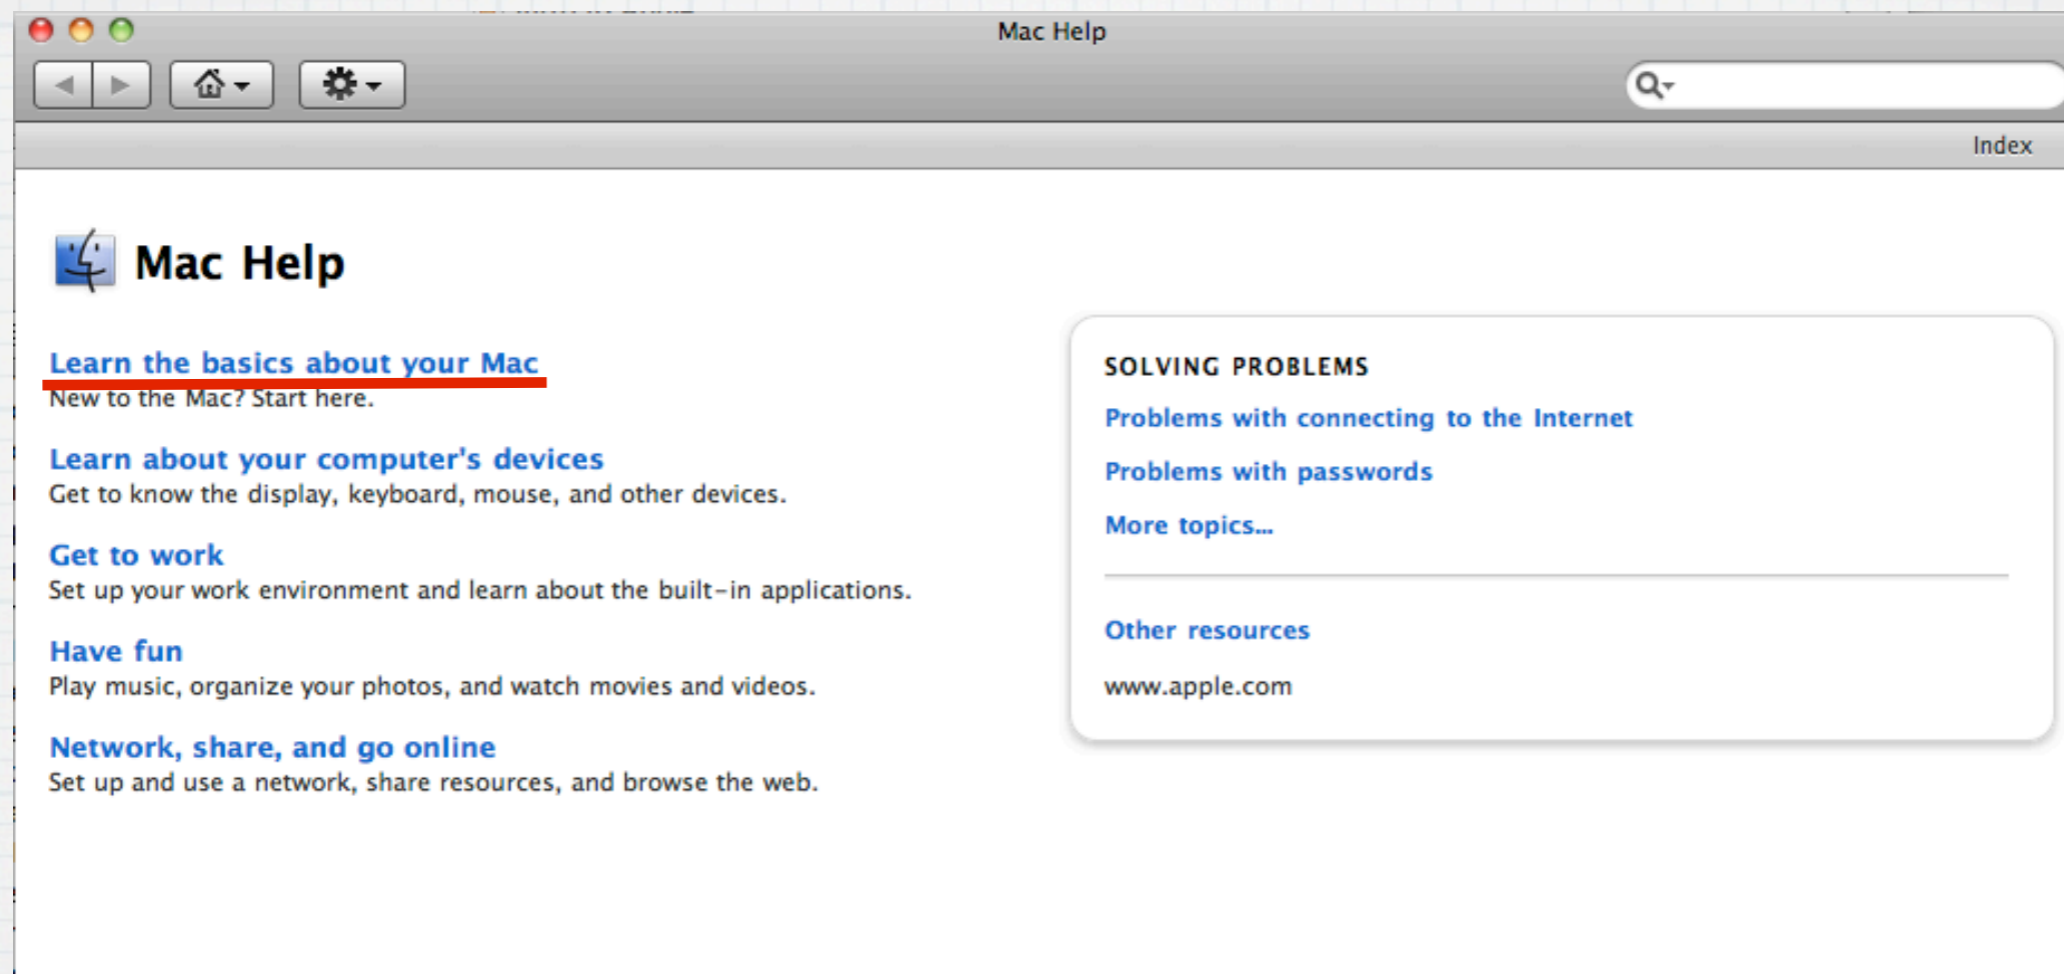 Mac Help
Index
Mac Help
Learn the basics about your Mac
New to the Mac? Start here.
Learn about your computer's devices
Get to know the display, keyboard, mouse, and other devices.
Get to work
Set up your work environment and learn about the built-in applications.
Have fun
Play music, organize your photos, and watch movies and videos.
Network, share, and go online
Set up and use a network, share resources, and browse the web.
SOLVING PROBLEMS
Problems with connecting to the Internet
Problems with passwords
More topics...
Other resources
www.apple.com